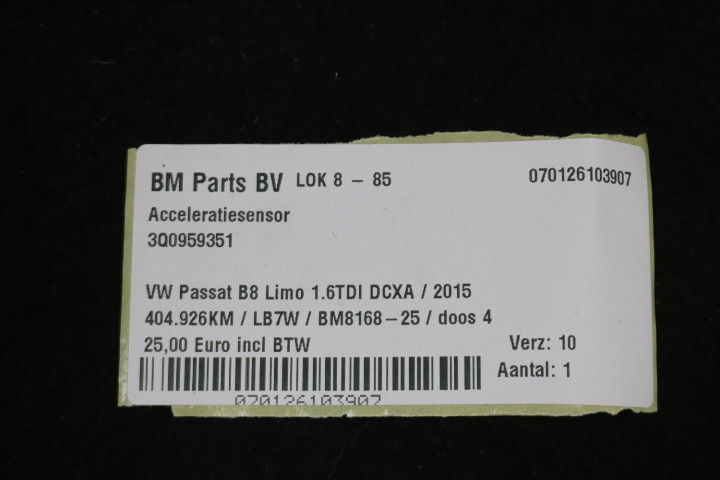 BM Parts BV LOK 8 - 85 070126103907
Acceleratiesensor
3Q0959351
VW Passat B8 Limo 1.6TDI DCXA / 2015
404.926KM / LB7W / BM8168-25 / doos 4
25,00 Euro incl BTW Verz: 10
Aantal: 1
070126103907